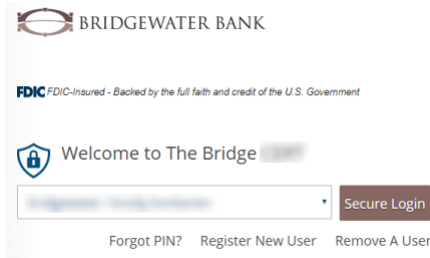 BRIDGEWATER BANK
FDIC FDIC-Insured - Backed by the full faith and credit of the U.S. Government
Welcome to The Bridge
Secure Login
Forgot PIN? Register New User Remove A User